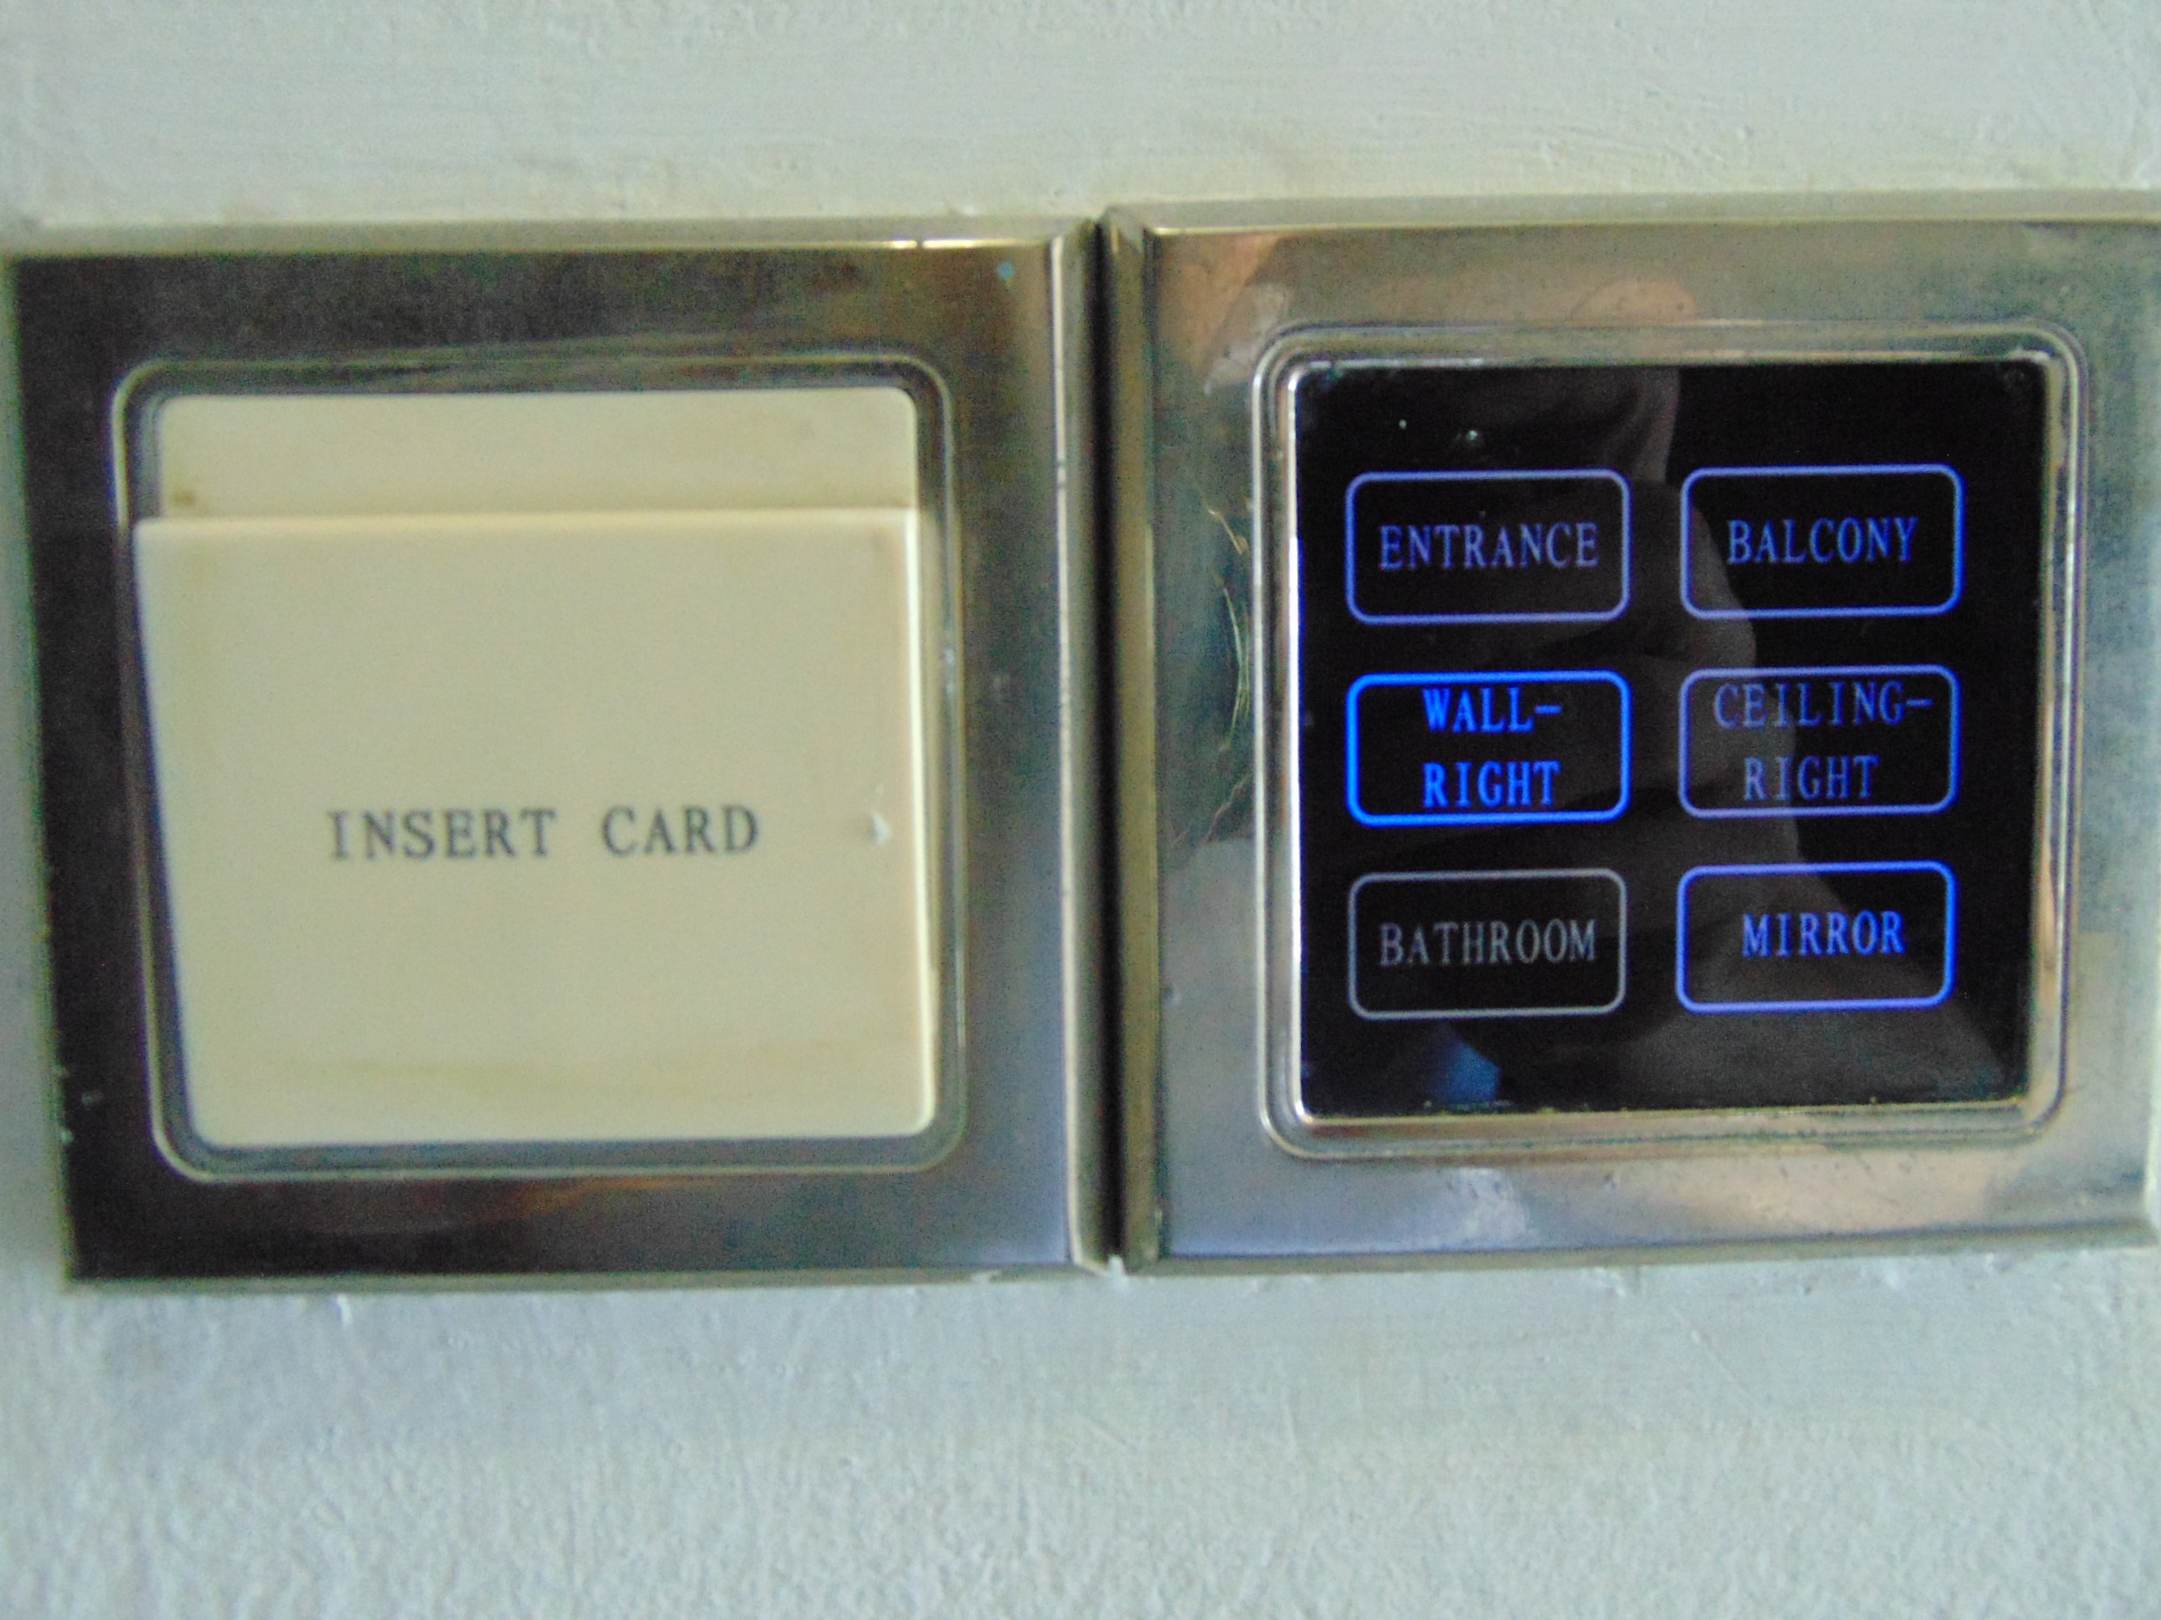 INSERT CARD
ENTRANCE
BALCONY
WALL-
RIGHT
CEILING-
RIGHT
BATHROOM
MIRROR